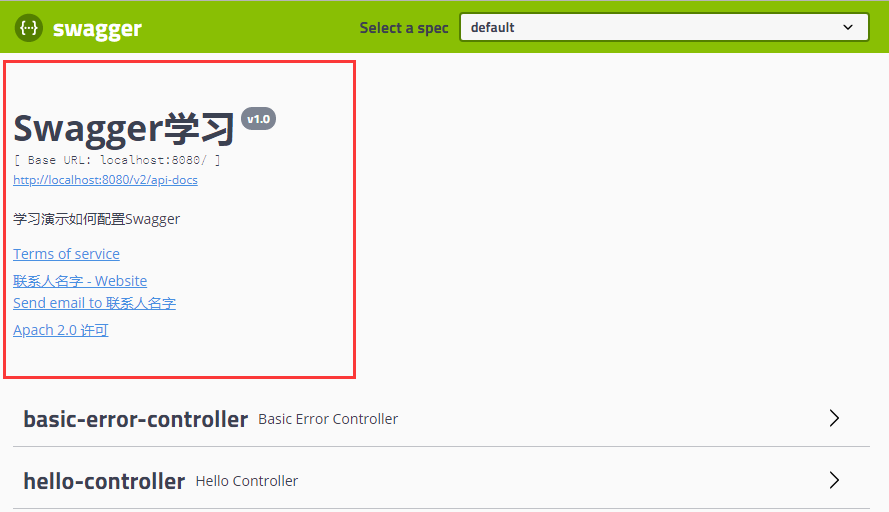 swagger
Select a spec default
Swagger学习 v1.0
[ Base URL: localhost:8080/ ]
http://localhost:8080/v2/api-docs
学习演示如何配置Swagger
Terms of service
联系人名字 - Website
Send email to 联系人名字
Apach 2.0 许可
basic-error-controller Basic Error Controller
hello-controller Hello Controller